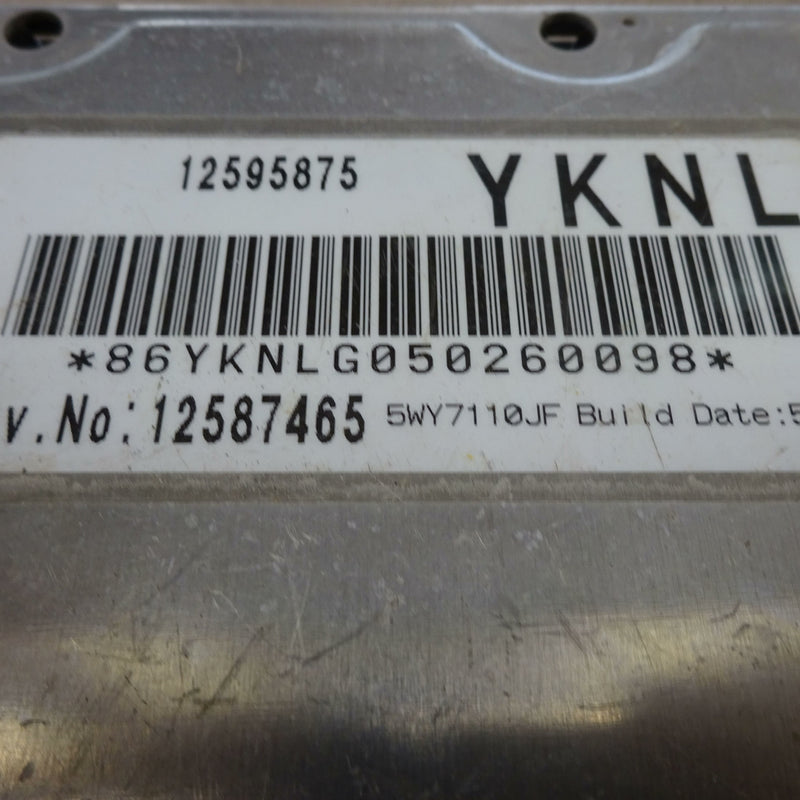 12595875 YKNL
*86YKNLG050260098*
v.No: 12587465 5WY7110JF Build Date:5